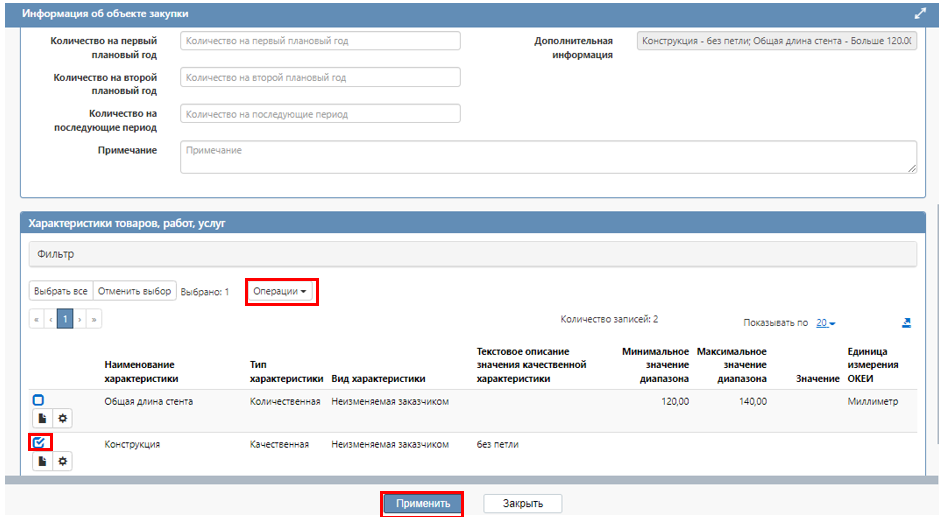 Информация об объекте закупки
Количество на первый плановый год
Количество на первый плановый год
Дополнительная информация
Конструкция - без петли; Общая длина стента - Больше 120.0(
Количество на второй плановый год
Количество на второй плановый год
Количество на последующие период
Количество на последующие период
Примечание
Примечание
Характеристики товаров, работ, услуг
Фильтр
Выбрать все Отменить выбор Выбрано: 1 Операции
« ‹ 1 › » Количество записей: 2 Показывать по 20
Наименование характеристики Тип характеристики Вид характеристики Текстовое описание значения качественной характеристики Минимальное значение диапазона Максимальное значение диапазона Значение Единица измерения ОКЕИ
Общая длина стента Количественная Неизменяемая заказчиком 120,00 140,00 Миллиметр
Конструкция Качественная Неизменяемая заказчиком без петли
Применить Закрыть